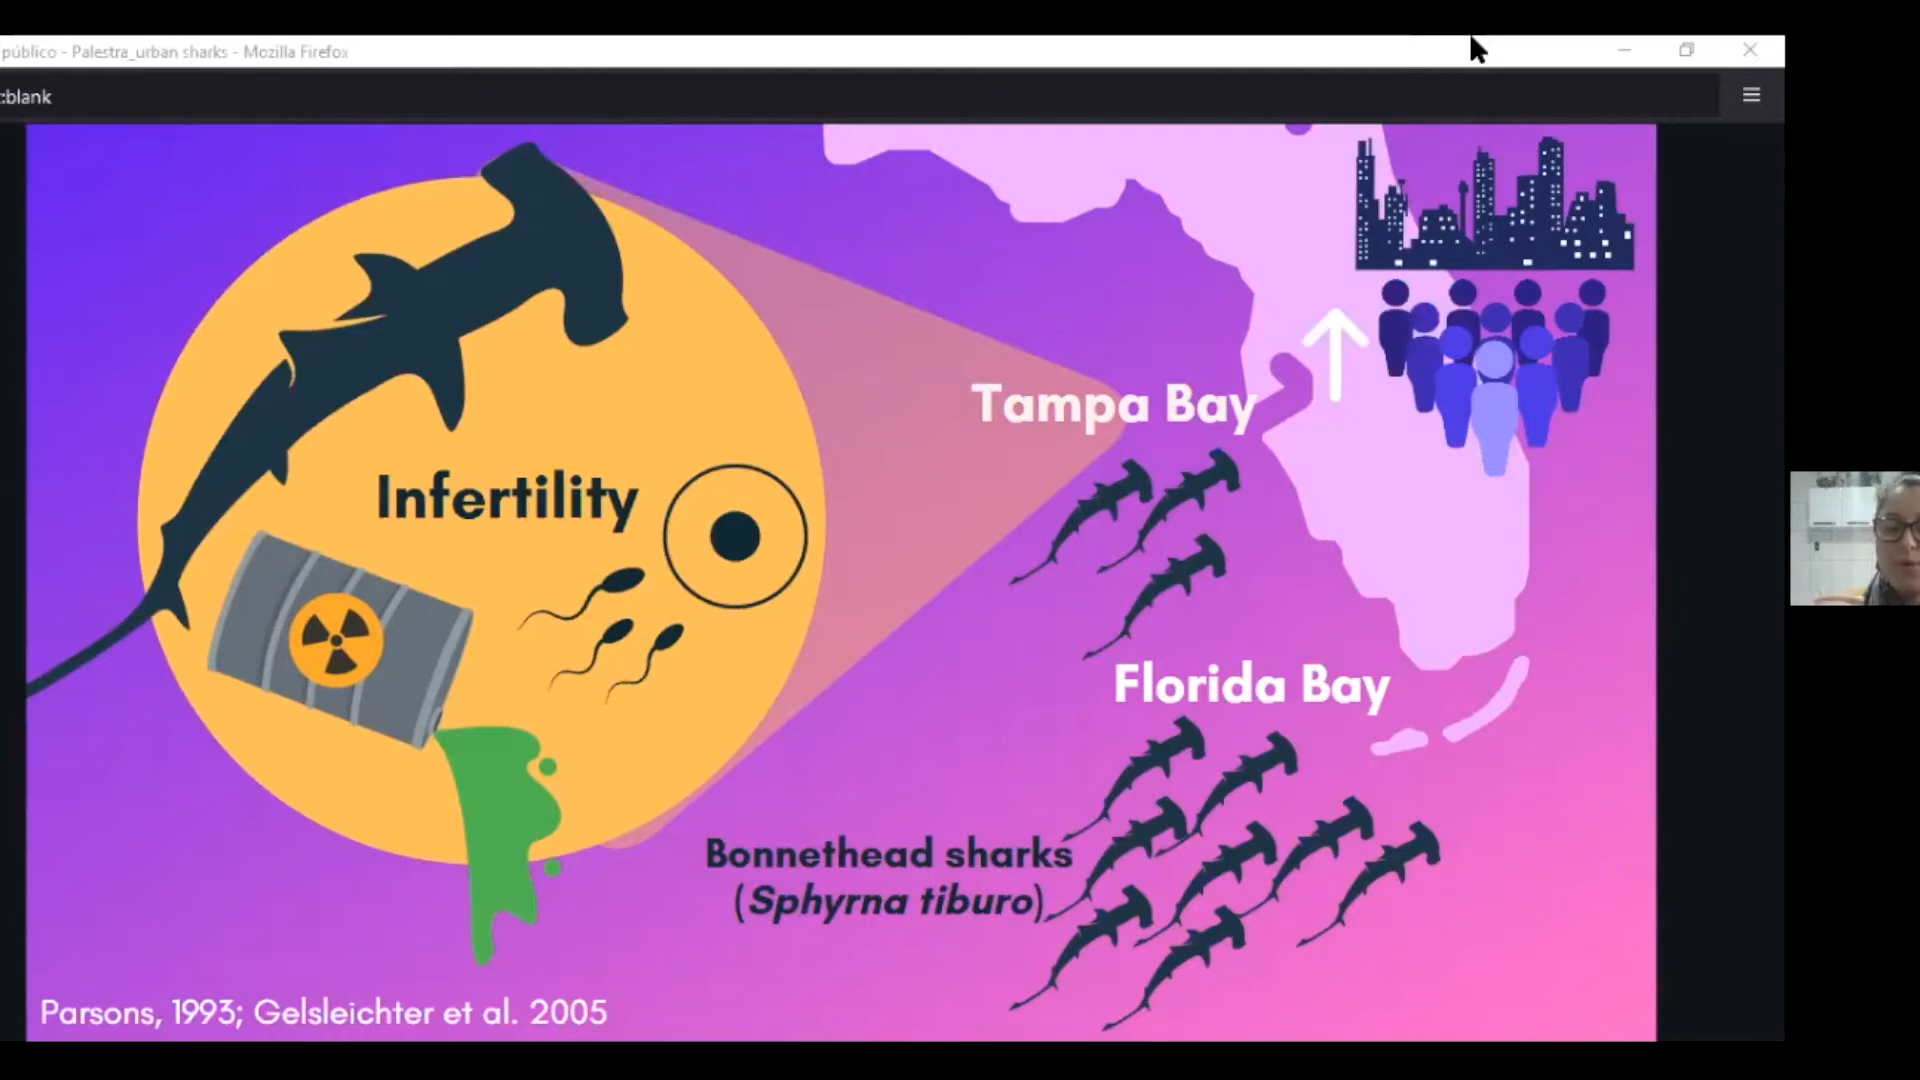 público - Palestra_urban sharks - Mozilla Firefox
:blank
Tampa Bay
Infertility
Florida Bay
Bonnethead sharks
(Sphyrna tiburo)
Parsons, 1993; Gelsleichter et al. 2005